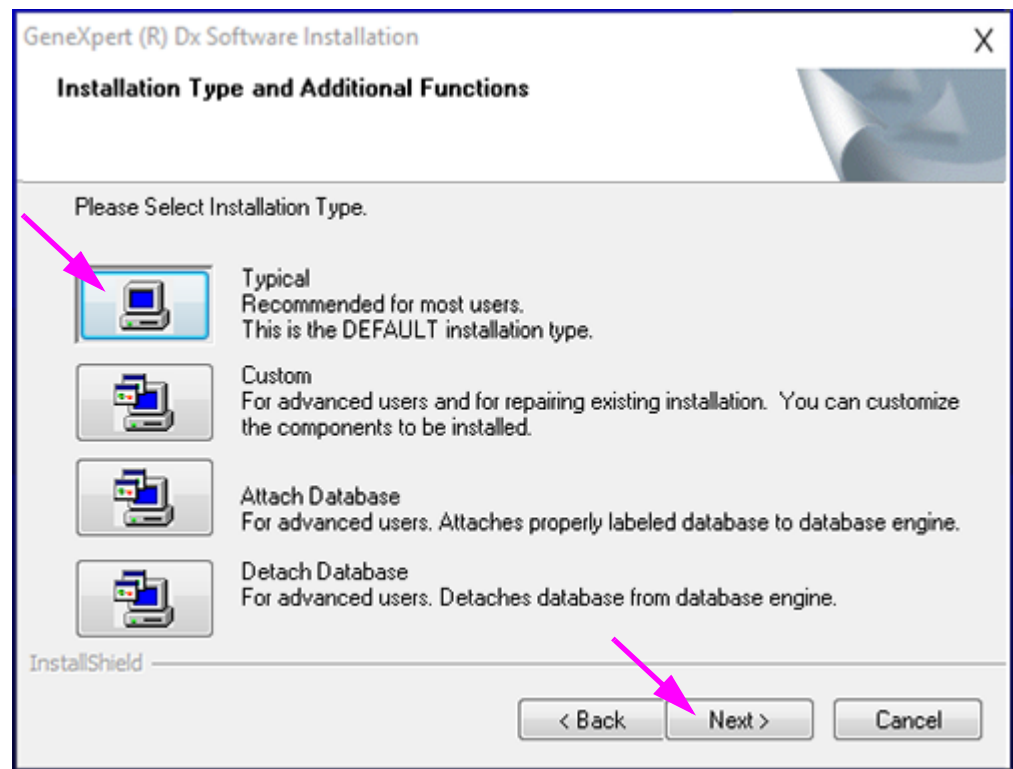 GeneXpert (R) Dx Software Installation
X
Installation Type and Additional Functions
Please Select Installation Type.
Typical
Recommended for most users.
This is the DEFAULT installation type.
Custom
For advanced users and for repairing existing installation.  You can customize
the components to be installed.
Attach Database
For advanced users. Attaches properly labeled database to database engine.
Detach Database
For advanced users. Detaches database from database engine.
InstallShield
< Back
Next >
Cancel